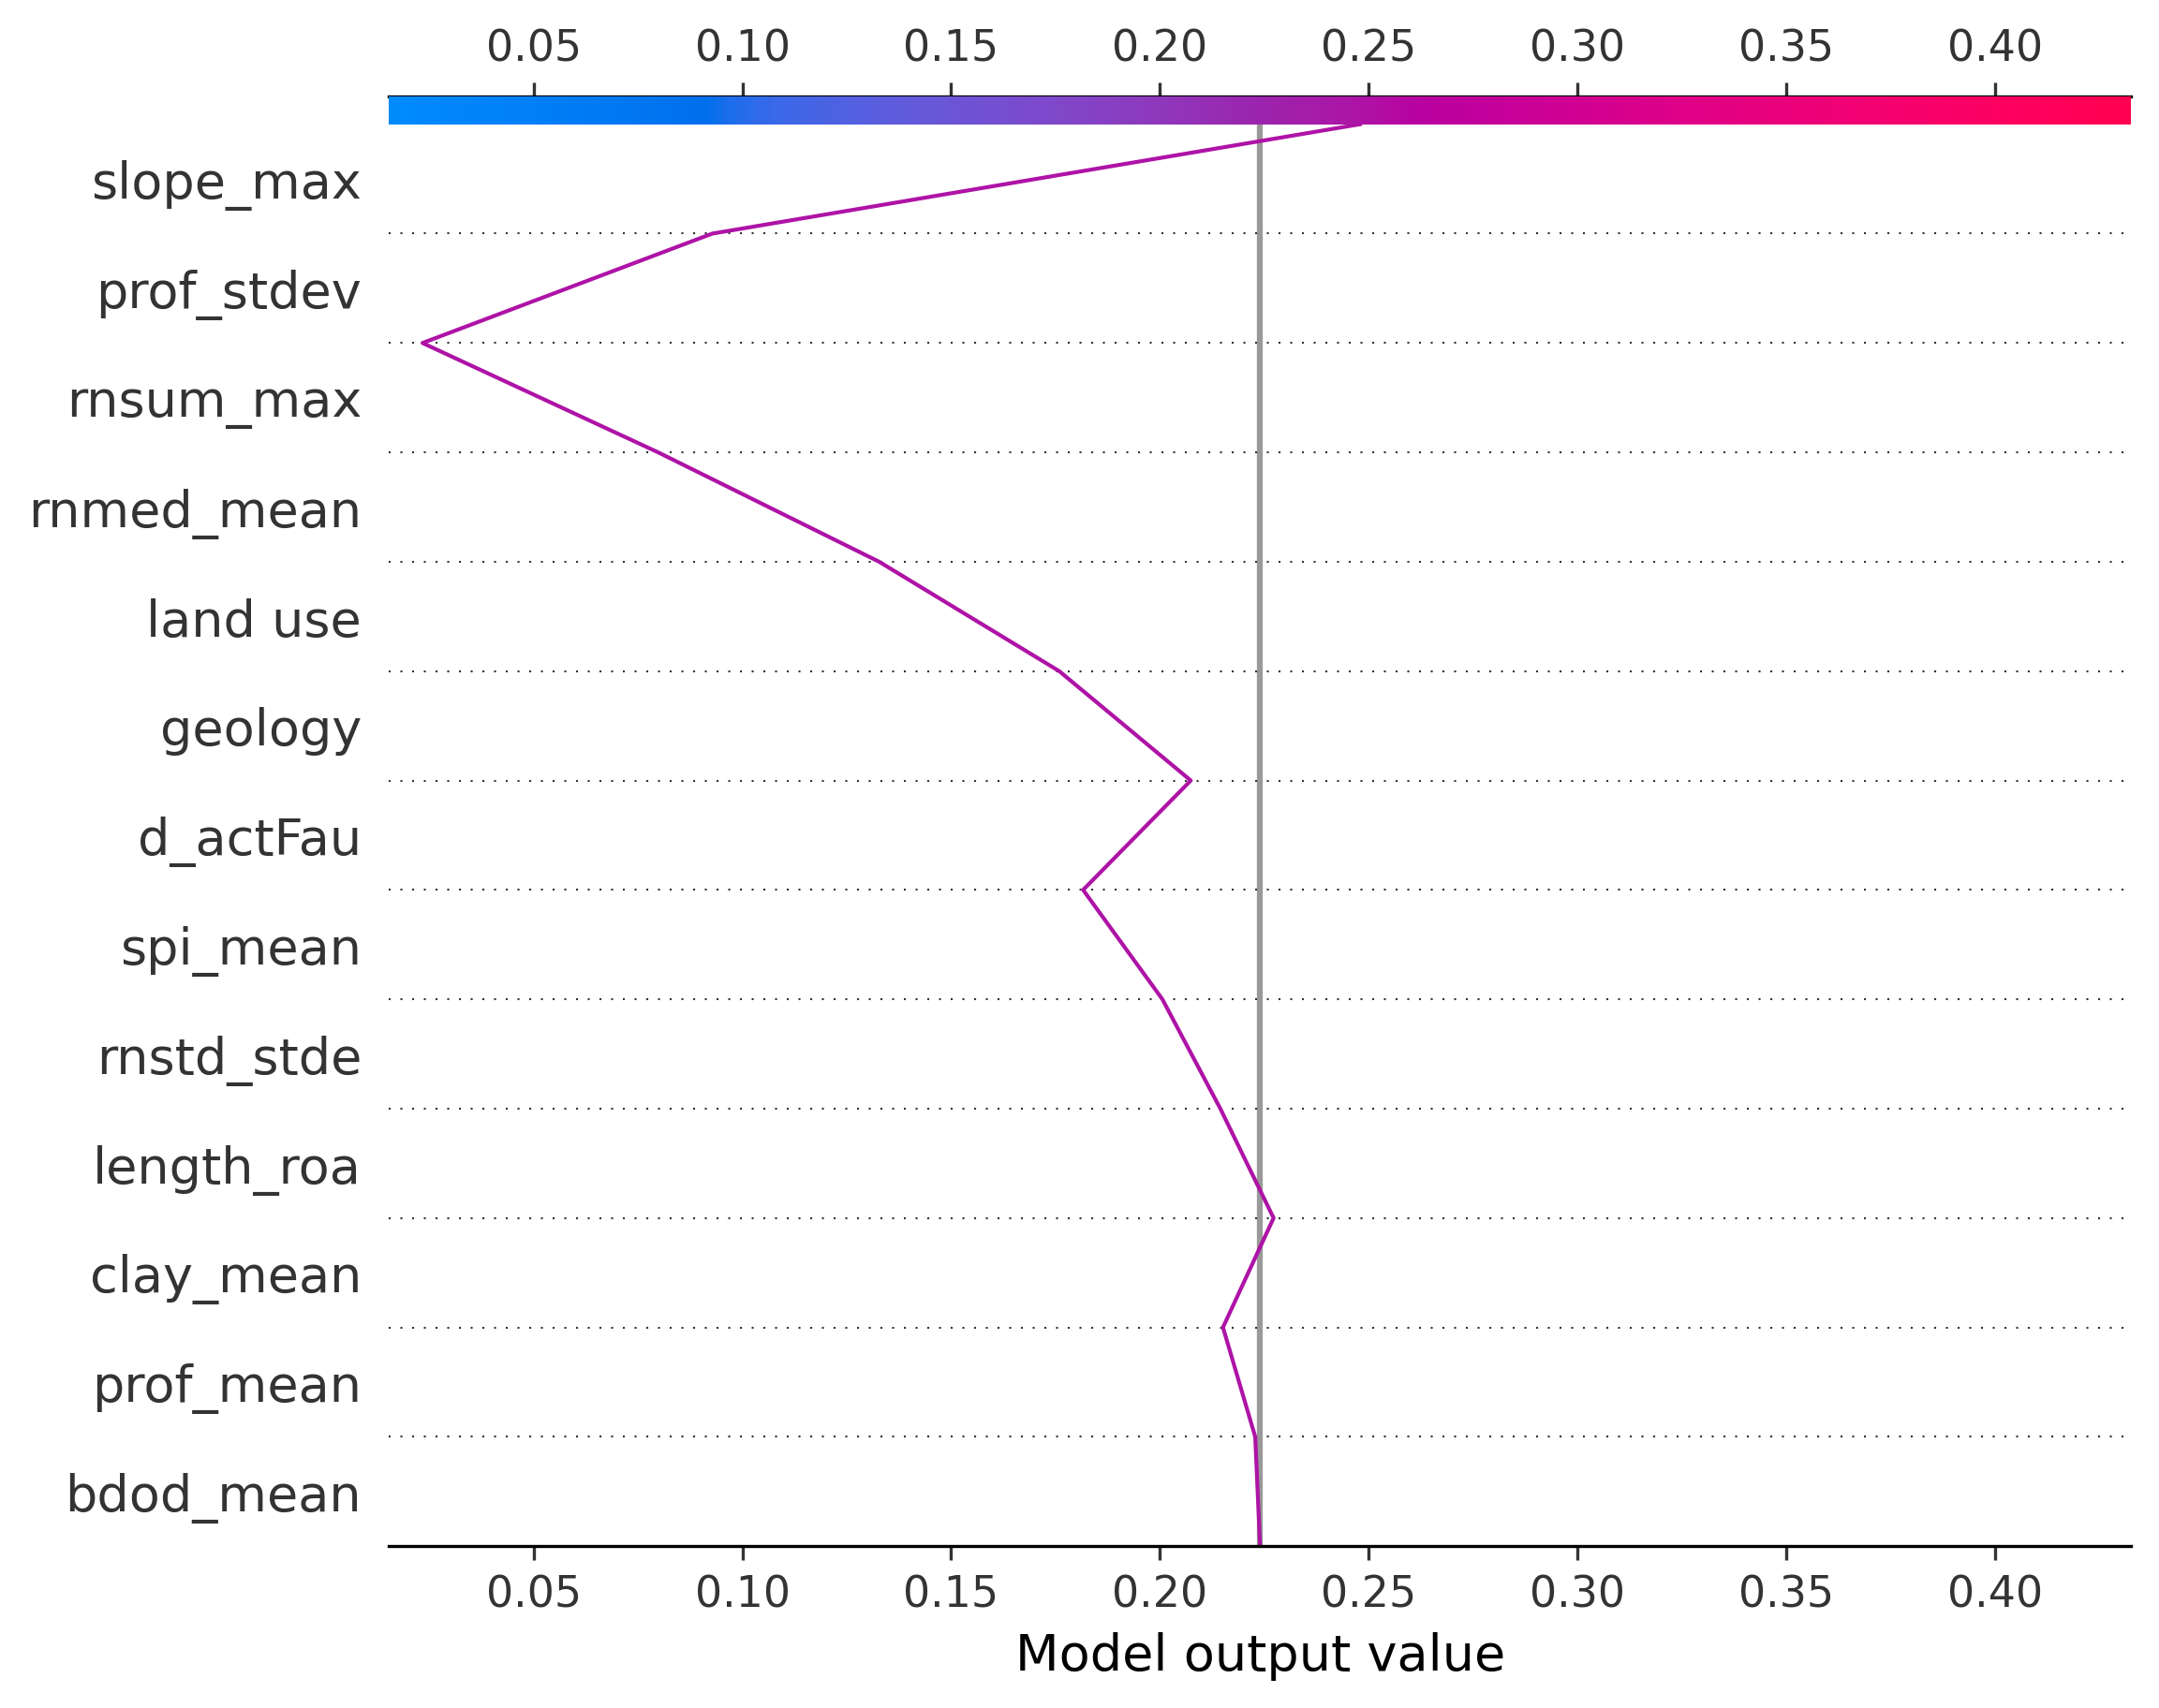 0.05 0.10 0.15 0.20 0.25 0.30 0.35 0.40
slope_max
prof_stdev
rnsum_max
rnmed_mean
land use
geology
d_actFau
spi_mean
rnstd_stde
length_roa
clay_mean
prof_mean
bdod_mean
0.05 0.10 0.15 0.20 0.25 0.30 0.35 0.40
Model output value